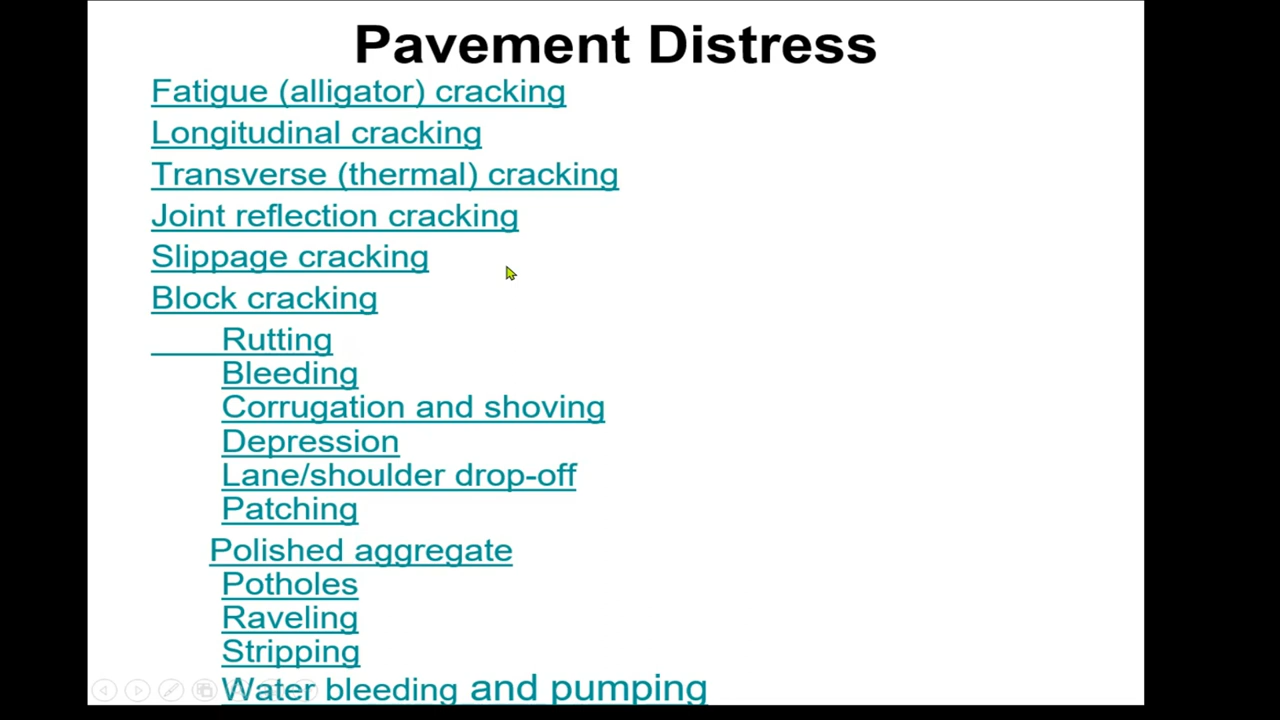 Pavement Distress
Fatigue (alligator) cracking
Longitudinal cracking
Transverse (thermal) cracking
Joint reflection cracking
Slippage cracking
Block cracking
Rutting
Bleeding
Corrugation and shoving
Depression
Lane/shoulder drop-off
Patching
Polished aggregate
Potholes
Raveling
Stripping
Water bleeding and pumping